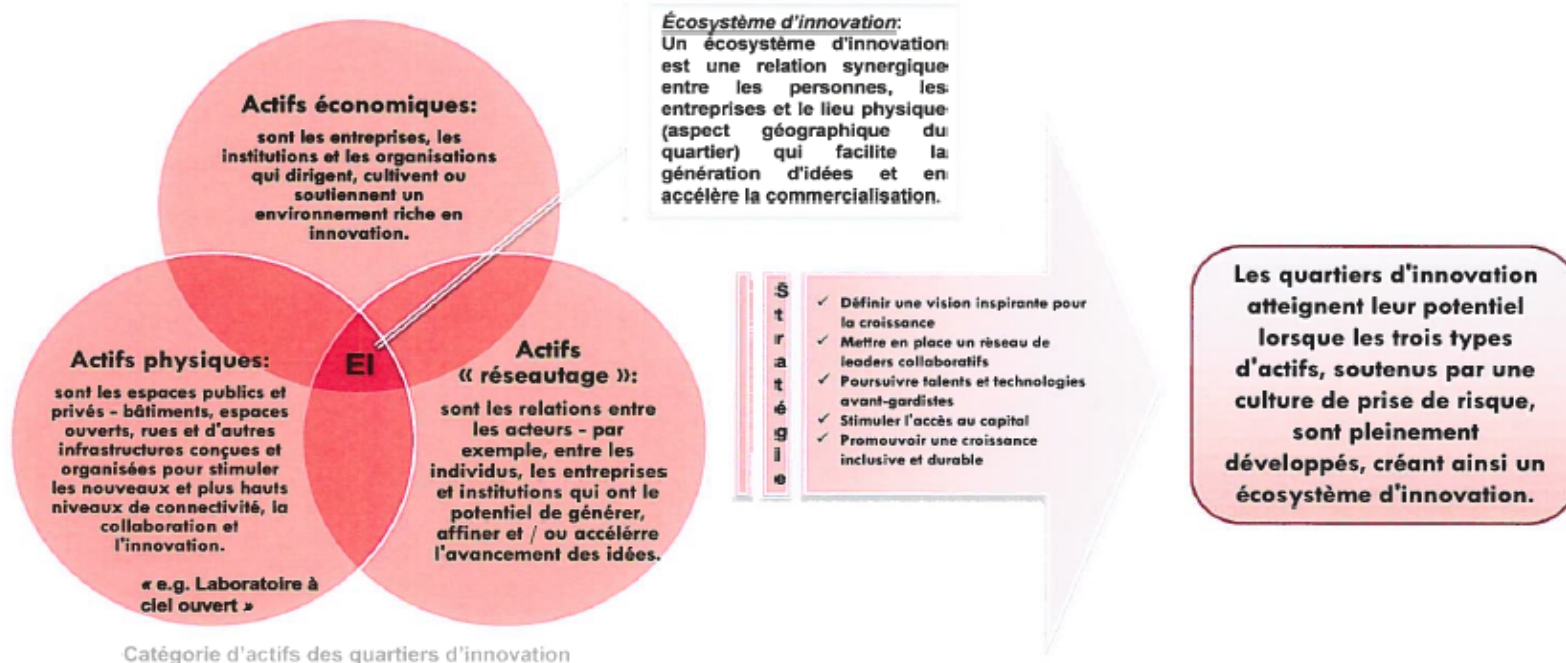 Écosystème d'innovation:
Un écosystème d'innovation
est une relation synergique
entre les personnes, les
entreprises et le lieu physique
(aspect géographique du
quartier) qui facilite la
génération d'idées et en
accélère la commercialisation.
Actifs économiques:
sont les entreprises, les
institutions et les organisations
qui dirigent, cultivent ou
soutiennent un
environnement riche en
innovation.
Actifs physiques:
sont les espaces publics et
privés - bâtiments, espaces
ouverts, rues et d'autres
infrastructures conçues et
organisées pour stimuler
les nouveaux et plus hauts
niveaux de connectivité, la
collaboration et
l'innovation.
« e.g. Laboratoire à
ciel ouvert »
EI
Actifs
« réseautage »:
sont les relations entre
les acteurs - par
exemple, entre les
individus, les entreprises
et institutions qui ont le
potentiel de générer,
affiner et / ou accélérre
l'avancement des idées.
Catégorie d'actifs des quartiers d'innovation
Stratégie
✓ Définir une vision inspirante pour
la croissance
✓ Mettre en place un réseau de
leaders collaboratifs
✓ Poursuivre talents et technologies
avant-gardistes
✓ Stimuler l'accès au capital
✓ Promouvoir une croissance
inclusive et durable
Les quartiers d'innovation
atteignent leur potentiel
lorsque les trois types
d'actifs, soutenus par une
culture de prise de risque,
sont pleinement
développés, créant ainsi un
écosystème d'innovation.